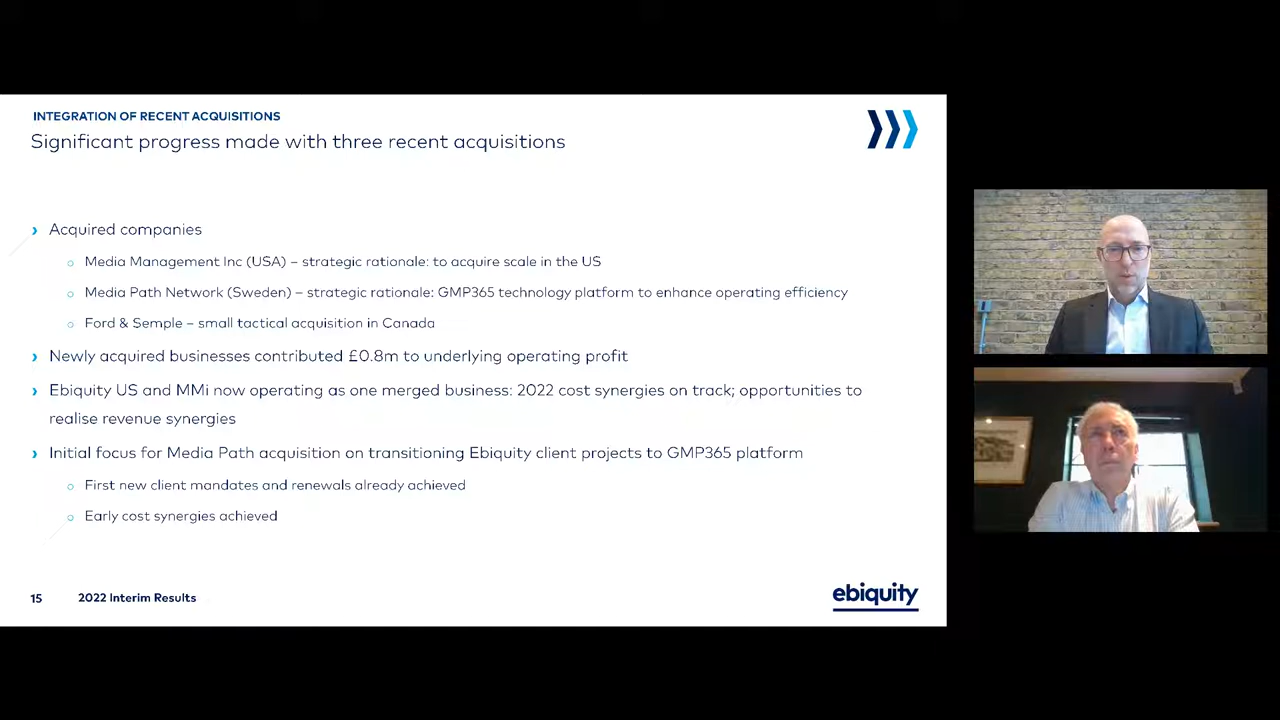 INTEGRATION OF RECENT ACQUISITIONS
Significant progress made with three recent acquisitions
Acquired companies
Media Management Inc (USA) – strategic rationale: to acquire scale in the US
Media Path Network (Sweden) – strategic rationale: GMP365 technology platform to enhance operating efficiency
Ford & Semple – small tactical acquisition in Canada
Newly acquired businesses contributed £0.8m to underlying operating profit
Ebiquity US and MMi now operating as one merged business: 2022 cost synergies on track; opportunities to
realise revenue synergies
Initial focus for Media Path acquisition on transitioning Ebiquity client projects to GMP365 platform
First new client mandates and renewals already achieved
Early cost synergies achieved
15 2022 Interim Results
ebiquity